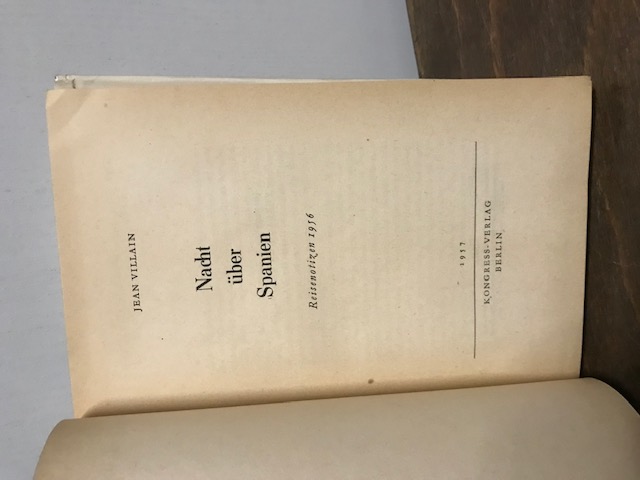 JEAN VILLAIN
Nacht
über
Spanien
Reisenotizen 1956
1957
KONGRESS-VERLAG
BERLIN